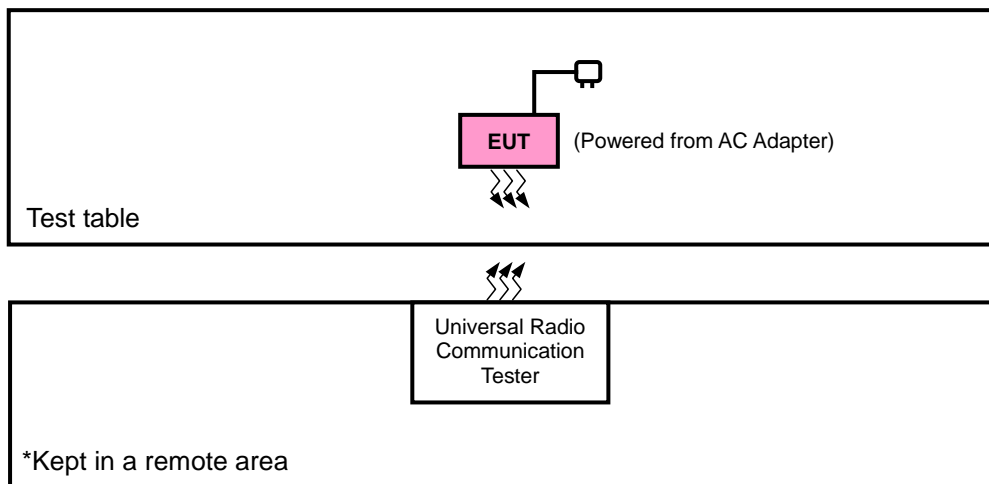 EUT
(Powered from AC Adapter)
Test table
Universal Radio
Communication
Tester
*Kept in a remote area